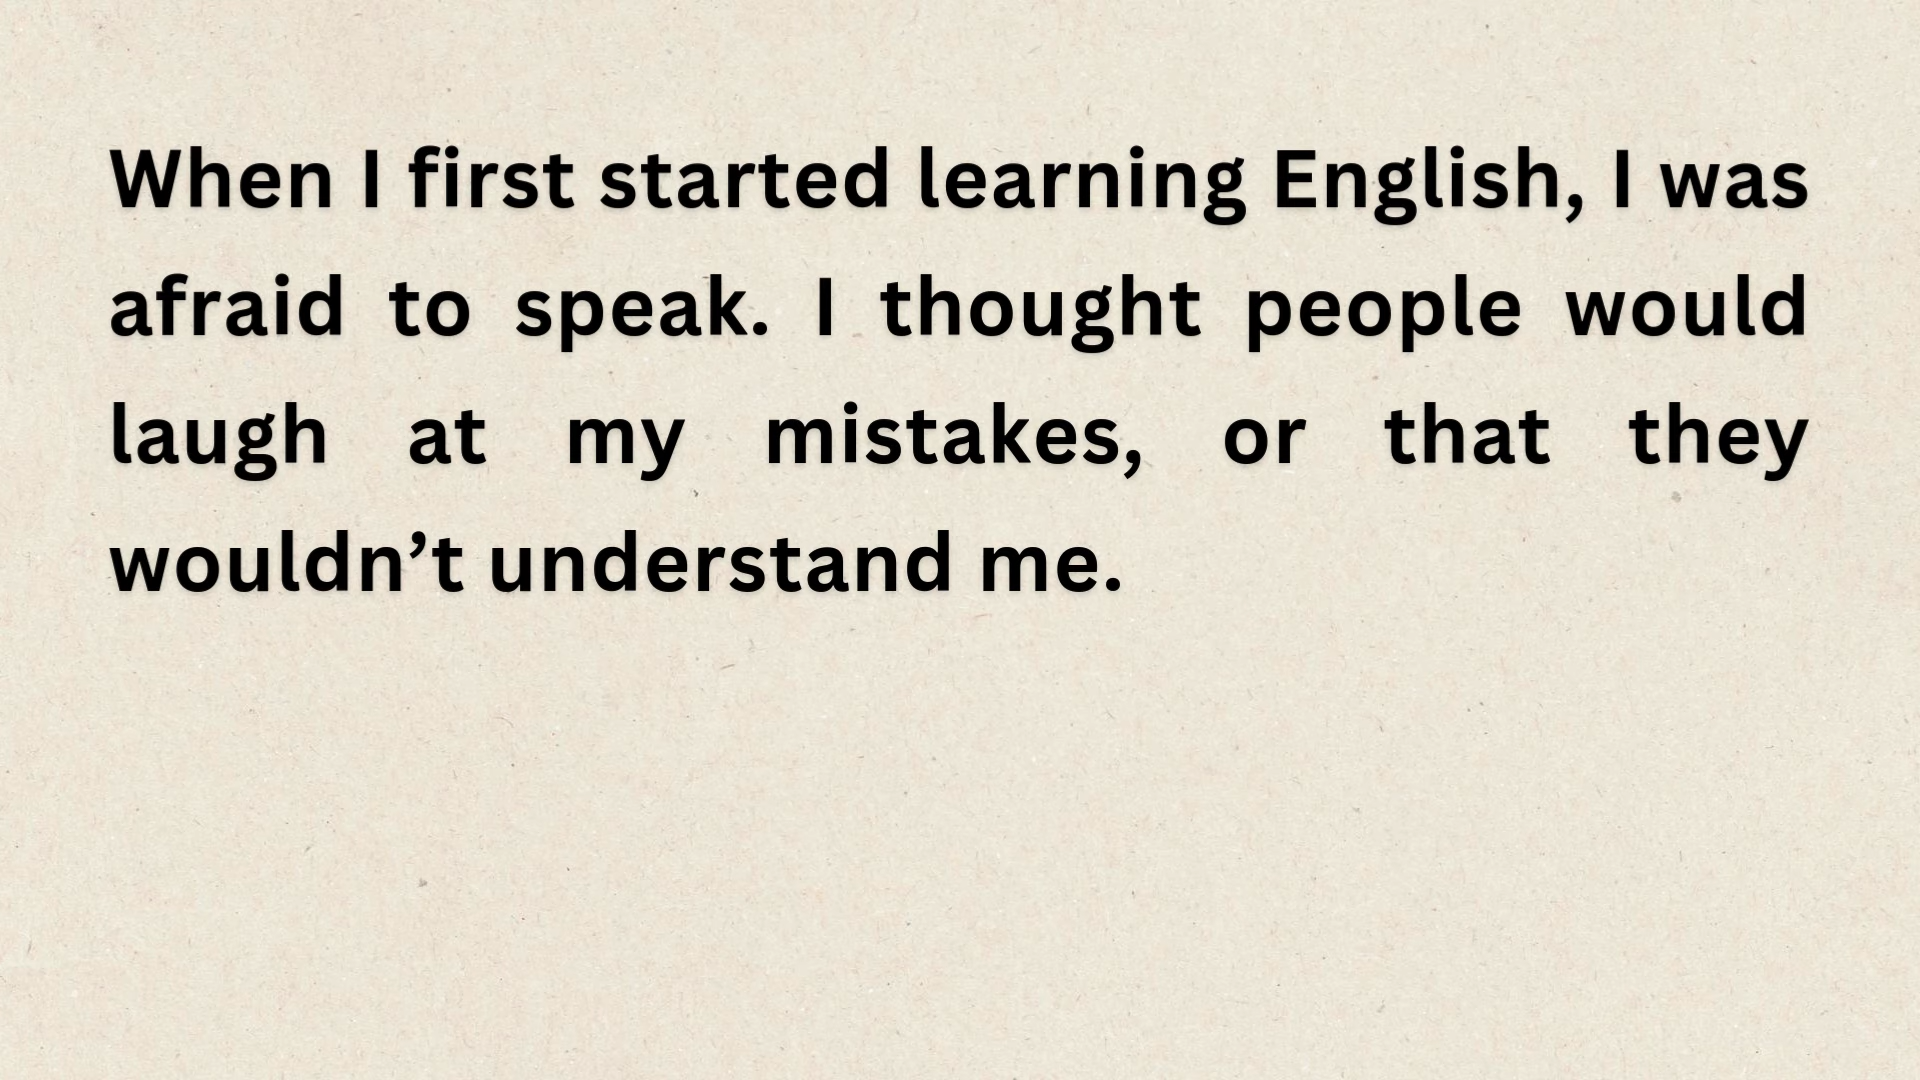 When I first started learning English, I was
afraid to speak. I thought people would
laugh at my mistakes, or that they
wouldn’t understand me.